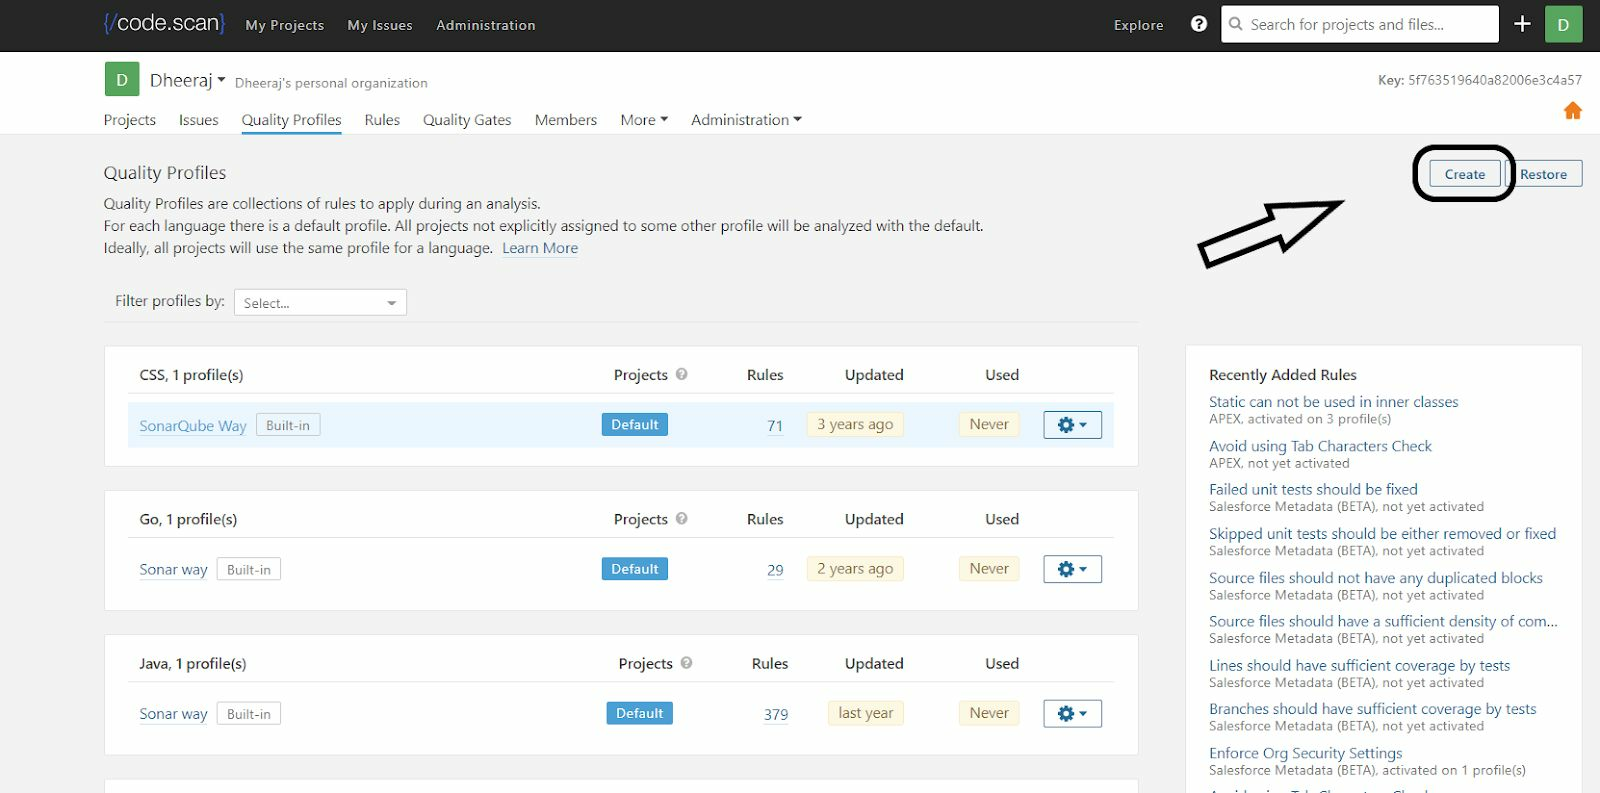 {/code.scan} My Projects My Issues Administration Explore ? Search for projects and files... + D
D Dheeraj Dheeraj's personal organization Key: 5f763519640a82006e3c4a57
Projects Issues Quality Profiles Rules Quality Gates Members More Administration
Quality Profiles Create Restore
Quality Profiles are collections of rules to apply during an analysis.
For each language there is a default profile. All projects not explicitly assigned to some other profile will be analyzed with the default.
Ideally, all projects will use the same profile for a language. Learn More
Filter profiles by: Select...
CSS, 1 profile(s) Projects ? Rules Updated Used
SonarQube Way Built-in Default 71 3 years ago Never
Go, 1 profile(s) Projects ? Rules Updated Used
Sonar way Built-in Default 29 2 years ago Never
Java, 1 profile(s) Projects ? Rules Updated Used
Sonar way Built-in Default 379 last year Never
Recently Added Rules
Static can not be used in inner classes
APEX, activated on 3 profile(s)
Avoid using Tab Characters Check
APEX, not yet activated
Failed unit tests should be fixed
Salesforce Metadata (BETA), not yet activated
Skipped unit tests should be either removed or fixed
Salesforce Metadata (BETA), not yet activated
Source files should not have any duplicated blocks
Salesforce Metadata (BETA), not yet activated
Source files should have a sufficient density of com...
Salesforce Metadata (BETA), not yet activated
Lines should have sufficient coverage by tests
Salesforce Metadata (BETA), not yet activated
Branches should have sufficient coverage by tests
Salesforce Metadata (BETA), not yet activated
Enforce Org Security Settings
Salesforce Metadata (BETA), activated on 1 profile(s)